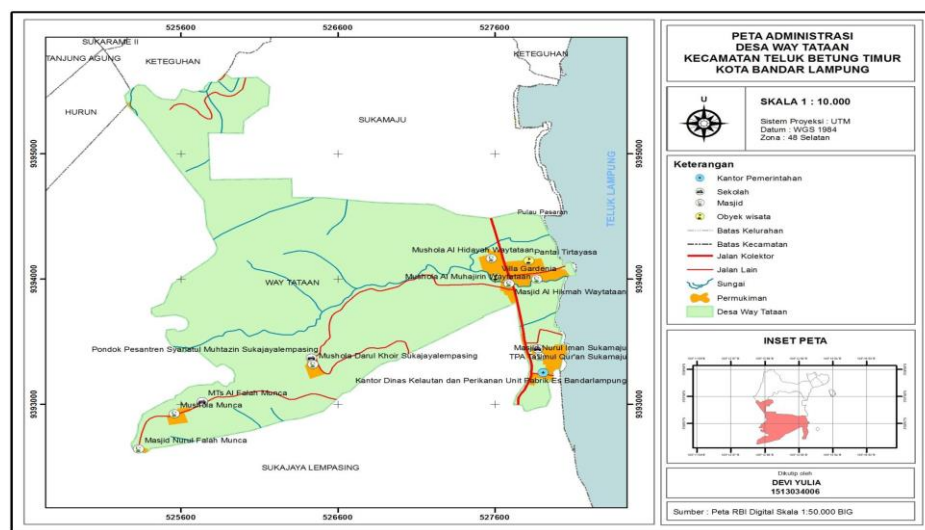 525600
526600
527600
SUKARAME II
TANJUNG AGUNG
KETEGUHAN
KETEGUHAN
HURUN
SUKAMAJU
9395000
9395000
TELUK LAMPUNG
Pulau Pasaran
Mushola Al Hidayah Waytataan
Pantai Tirtayasa
Villa Gardenia
9394000
9394000
WAY TATAAN
Mushola Al Muhajirin Waytataan
Masjid Al Hikmah Waytataan
Pondok Pesantren Syariatul Muhtazin Sukajayalempasing
Mushola Darul Khoir Sukajayalempasing
Masjid Nurul Iman Sukamaju
TPA Ta'limul Qur'an Sukamaju
Kantor Dinas Kelautan dan Perikanan Unit Pabrik Es Bandarlampung
MTs Al Falah Munca
Mushola Munca
9393000
9393000
Masjid Nurul Falah Munca
SUKAJAYA LEMPASING
525600
526600
527600
PETA ADMINISTRASI
DESA WAY TATAAN
KECAMATAN TELUK BETUNG TIMUR
KOTA BANDAR LAMPUNG
U
SKALA 1 : 10.000
Sistem Proyeksi : UTM
Datum : WGS 1984
Zona : 48 Selatan
Keterangan
Kantor Pemerintahan
Sekolah
Masjid
Obyek wisata
Batas Kelurahan
Batas Kecamatan
Jalan Kolektor
Jalan Lain
Sungai
Permukiman
Desa Way Tataan
INSET PETA
Dikutip oleh
DEVI YULIA
1513034006
Sumber : Peta RBI Digital Skala 1:50.000 BIG